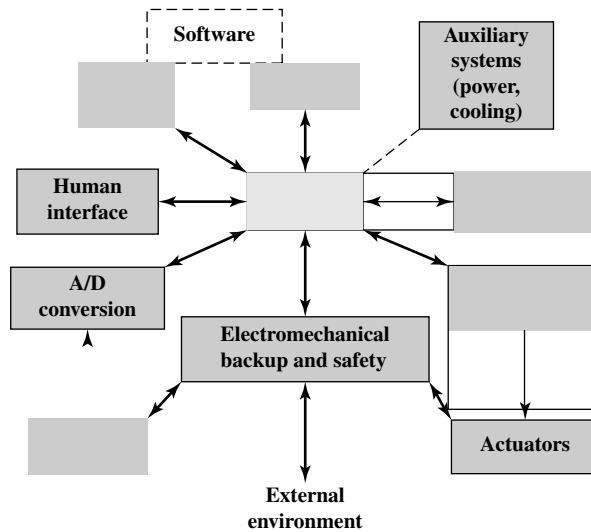 Software
Auxiliary
systems
(power,
cooling)
Human
interface
A/D
conversion
Electromechanical
backup and safety
Actuators
External
environment